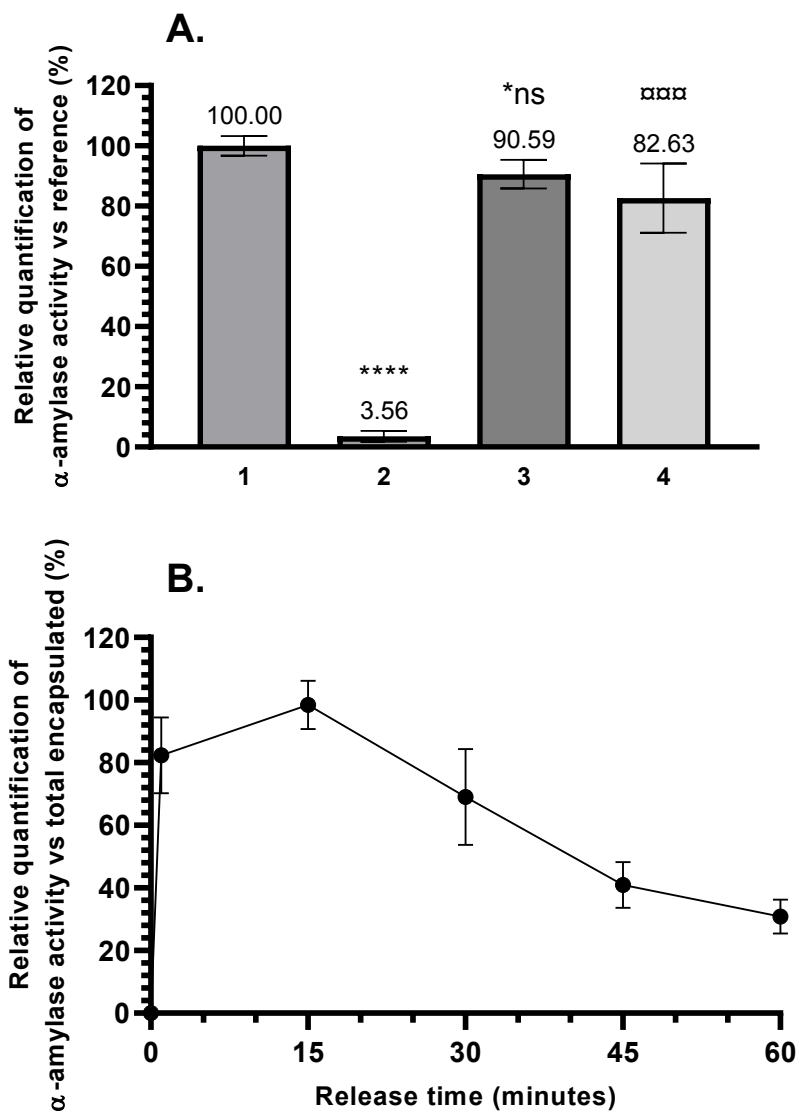 A.
Relative quantification of
α-amylase activity vs reference (%)
120
100
80
60
40
20
0
100.00
****
3.56
*ns
90.59
¤¤¤
82.63
1 2 3 4
B.
Relative quantification of
α-amylase activity vs total encapsulated (%)
120
100
80
60
40
20
0
0 15 30 45 60
Release time (minutes)